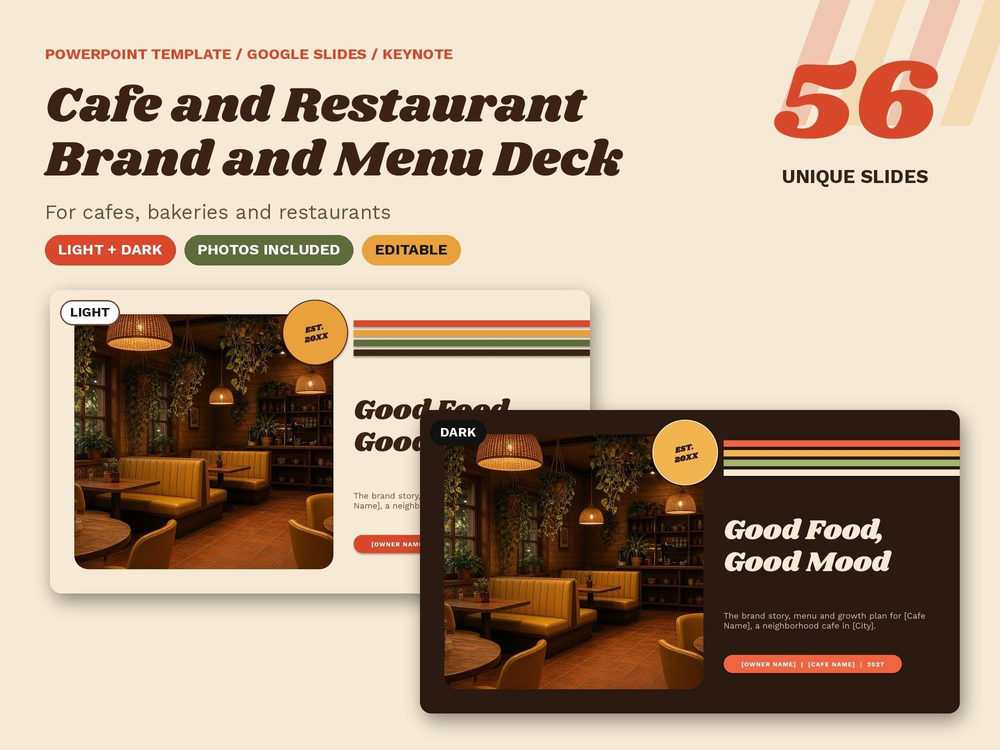 POWERPOINT TEMPLATE / GOOGLE SLIDES / KEYNOTE
Cafe and Restaurant
Brand and Menu Deck
For cafes, bakeries and restaurants
LIGHT + DARK
PHOTOS INCLUDED
EDITABLE
56
UNIQUE SLIDES
LIGHT
EST.
20XX
Good Food
Good
The brand story,
Name], a neighb
[OWNER NAM
DARK
EST.
20XX
Good Food,
Good Mood
The brand story, menu and growth plan for [Cafe
Name], a neighborhood cafe in [City].
[OWNER NAME] | [CAFE NAME] | 2027